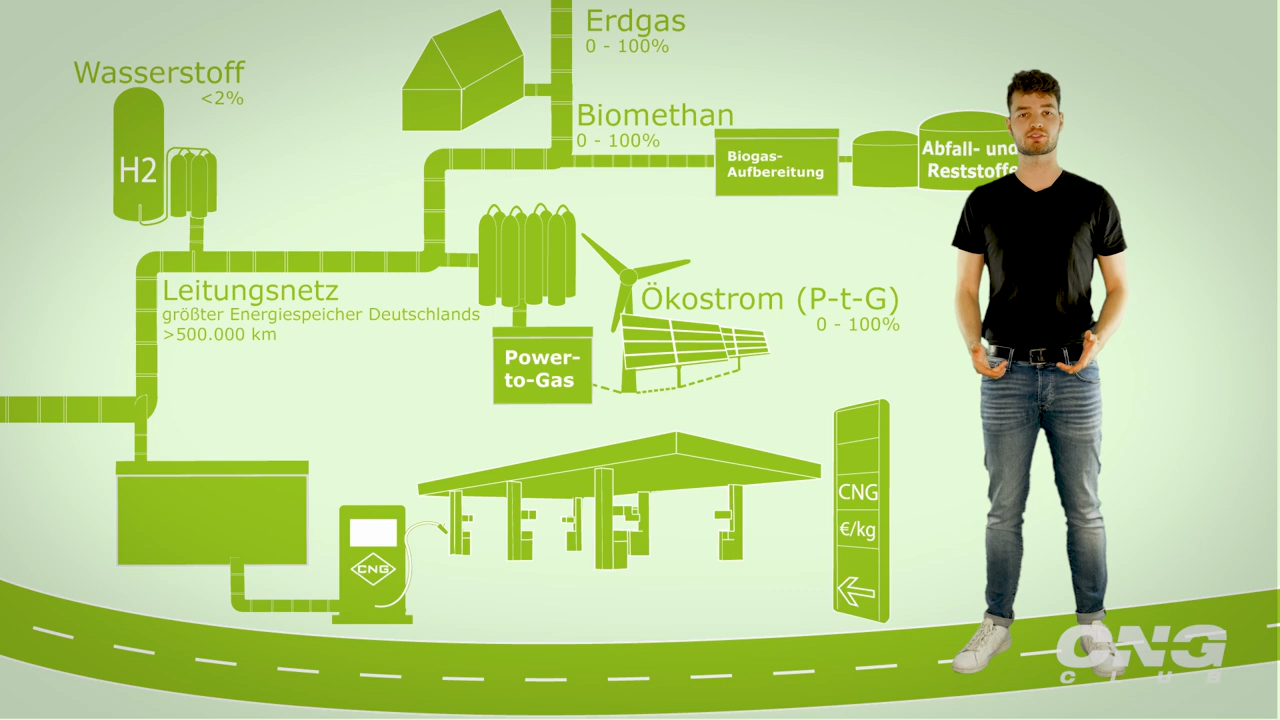 Erdgas
0 - 100%
Wasserstoff
<2%
H2
Biomethan
0 - 100%
Biogas-
Aufbereitung
Abfall- und
Reststoffe
Leitungsnetz
größter Energiespeicher Deutschlands
>500.000 km
Ökostrom (P-t-G)
0 - 100%
Power-
to-Gas
CNG
€/kg
CNG
CNG
CLUB